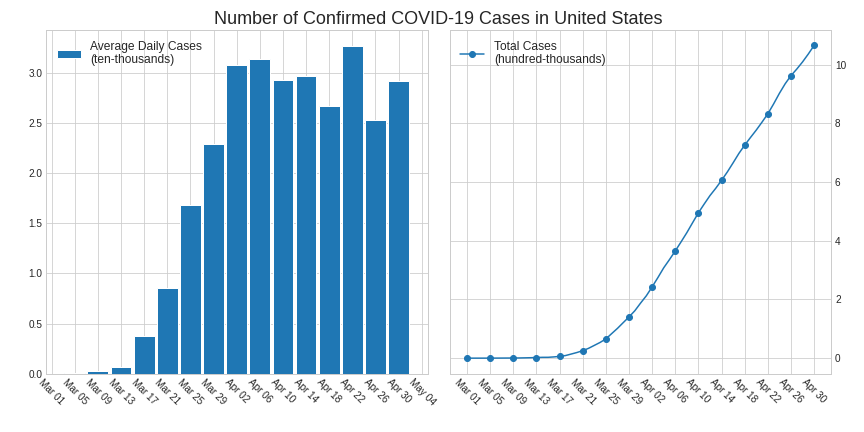 Number of Confirmed COVID-19 Cases in United States
Average Daily Cases
(ten-thousands)
3.0
2.5
2.0
1.5
1.0
0.5
0.0
Mar 01
Mar 05
Mar 09
Mar 13
Mar 17
Mar 21
Mar 25
Mar 29
Apr 02
Apr 06
Apr 10
Apr 14
Apr 18
Apr 22
Apr 26
Apr 30
May 04
Total Cases
(hundred-thousands)
10
8
6
4
2
0
Mar 01
Mar 05
Mar 09
Mar 13
Mar 17
Mar 21
Mar 25
Mar 29
Apr 02
Apr 06
Apr 10
Apr 14
Apr 18
Apr 22
Apr 26
Apr 30